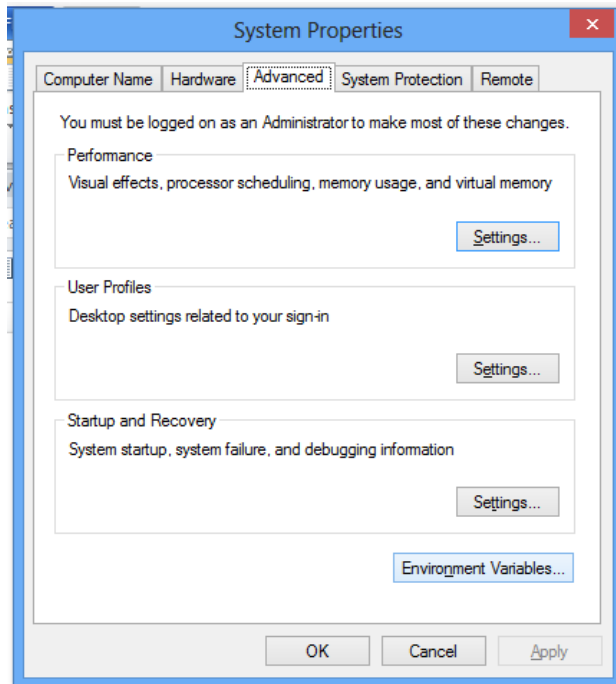 System Properties
Computer Name Hardware Advanced System Protection Remote
You must be logged on as an Administrator to make most of these changes.
Performance
Visual effects, processor scheduling, memory usage, and virtual memory
Settings...
User Profiles
Desktop settings related to your sign-in
Settings...
Startup and Recovery
System startup, system failure, and debugging information
Settings...
Environment Variables...
OK Cancel Apply